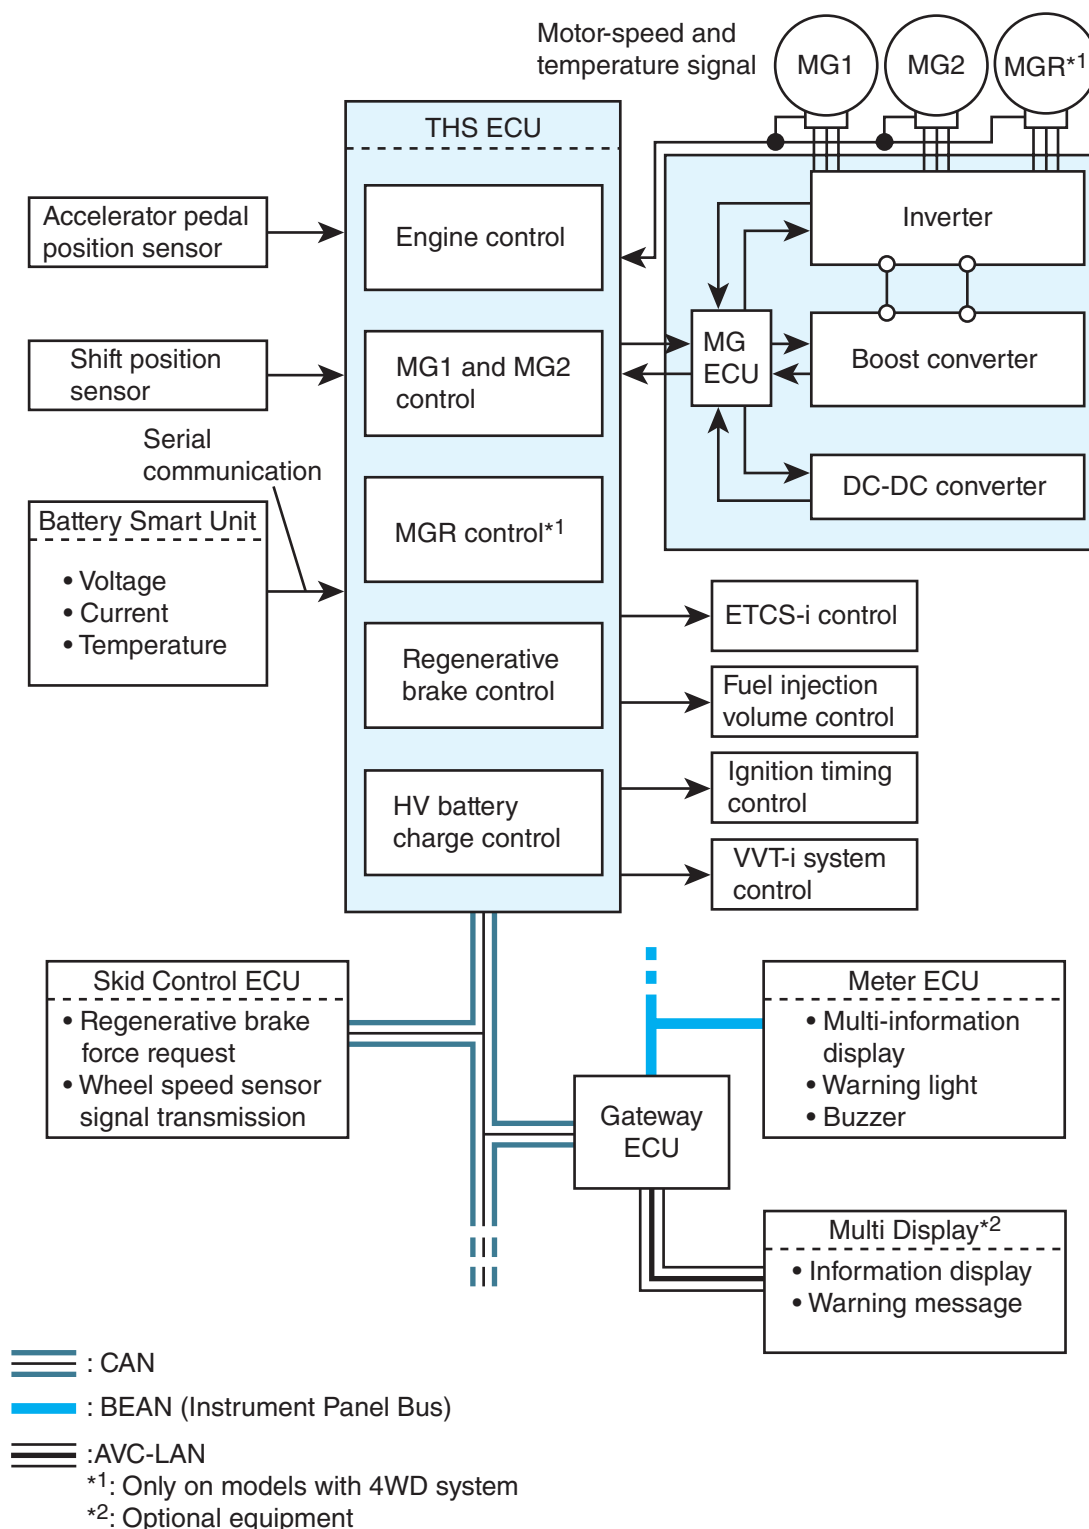 Motor-speed and
temperature signal
MG1
MG2
MGR*1
THS ECU
Engine control
MG1 and MG2
control
MGR control*1
Regenerative
brake control
HV battery
charge control
Accelerator pedal
position sensor
Shift position
sensor
Serial
communication
Battery Smart Unit
• Voltage
• Current
• Temperature
Inverter
MG
ECU
Boost converter
DC-DC converter
ETCS-i control
Fuel injection
volume control
Ignition timing
control
VVT-i system
control
Skid Control ECU
• Regenerative brake
force request
• Wheel speed sensor
signal transmission
Gateway
ECU
Meter ECU
• Multi-information
display
• Warning light
• Buzzer
Multi Display*2
• Information display
• Warning message
: CAN
: BEAN (Instrument Panel Bus)
:AVC-LAN
*1: Only on models with 4WD system
*2: Optional equipment